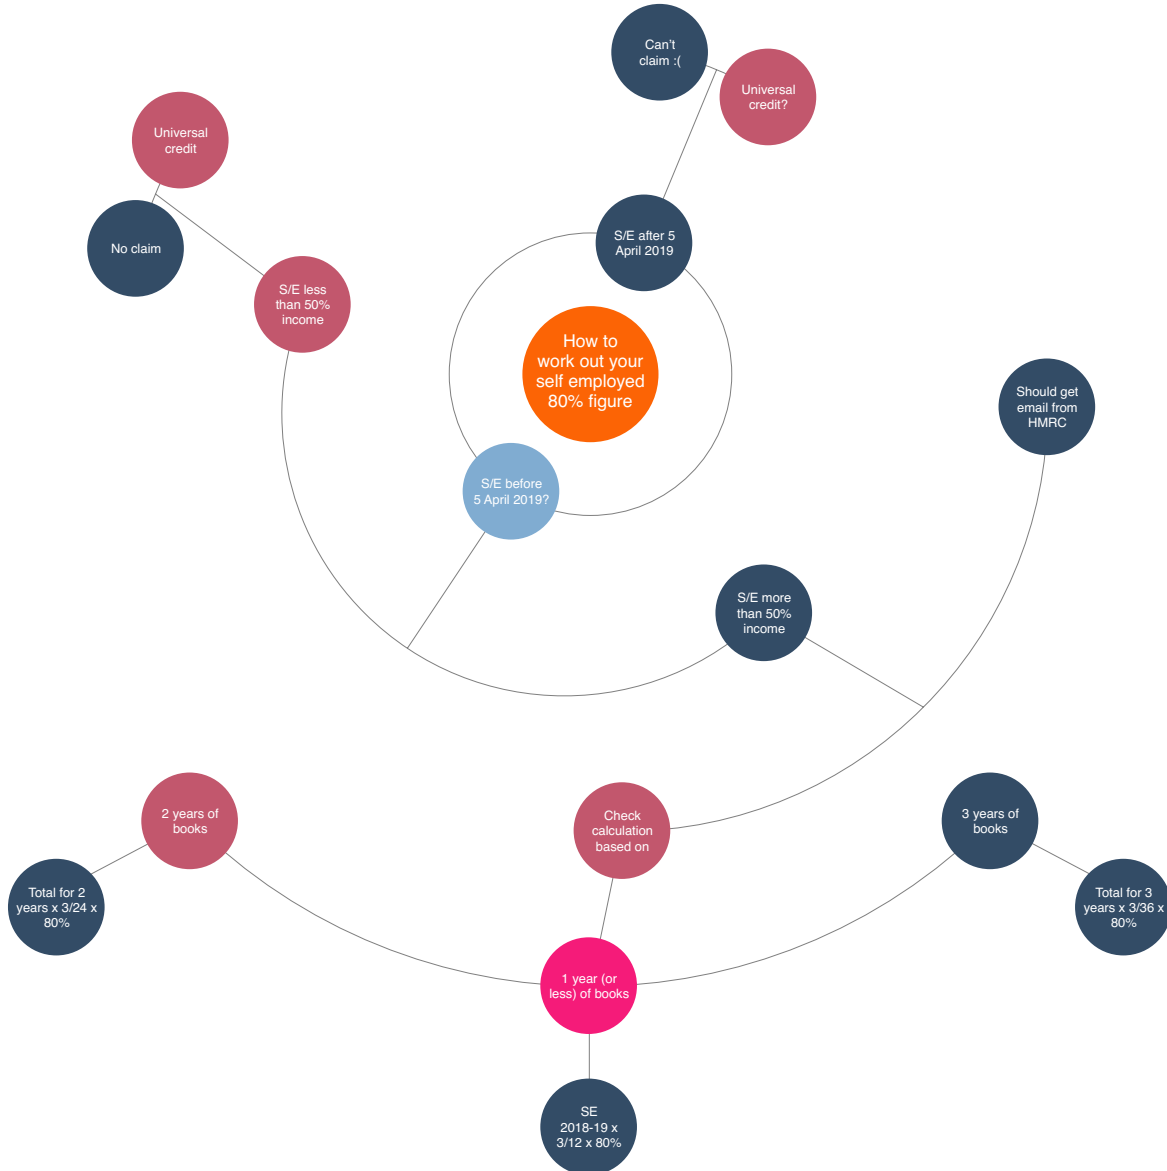 Can't
claim :(
Universal
credit?
Universal
credit
No claim
S/E after 5
April 2019
S/E less
than 50%
income
How to
work out your
self employed
80% figure
Should get
email from
HMRC
S/E before
5 April 2019?
S/E more
than 50%
income
2 years of
books
Check
calculation
based on
3 years of
books
Total for 2
years x 3/24 x
80%
Total for 3
years x 3/36 x
80%
1 year (or
less) of books
SE
2018-19 x
3/12 x 80%